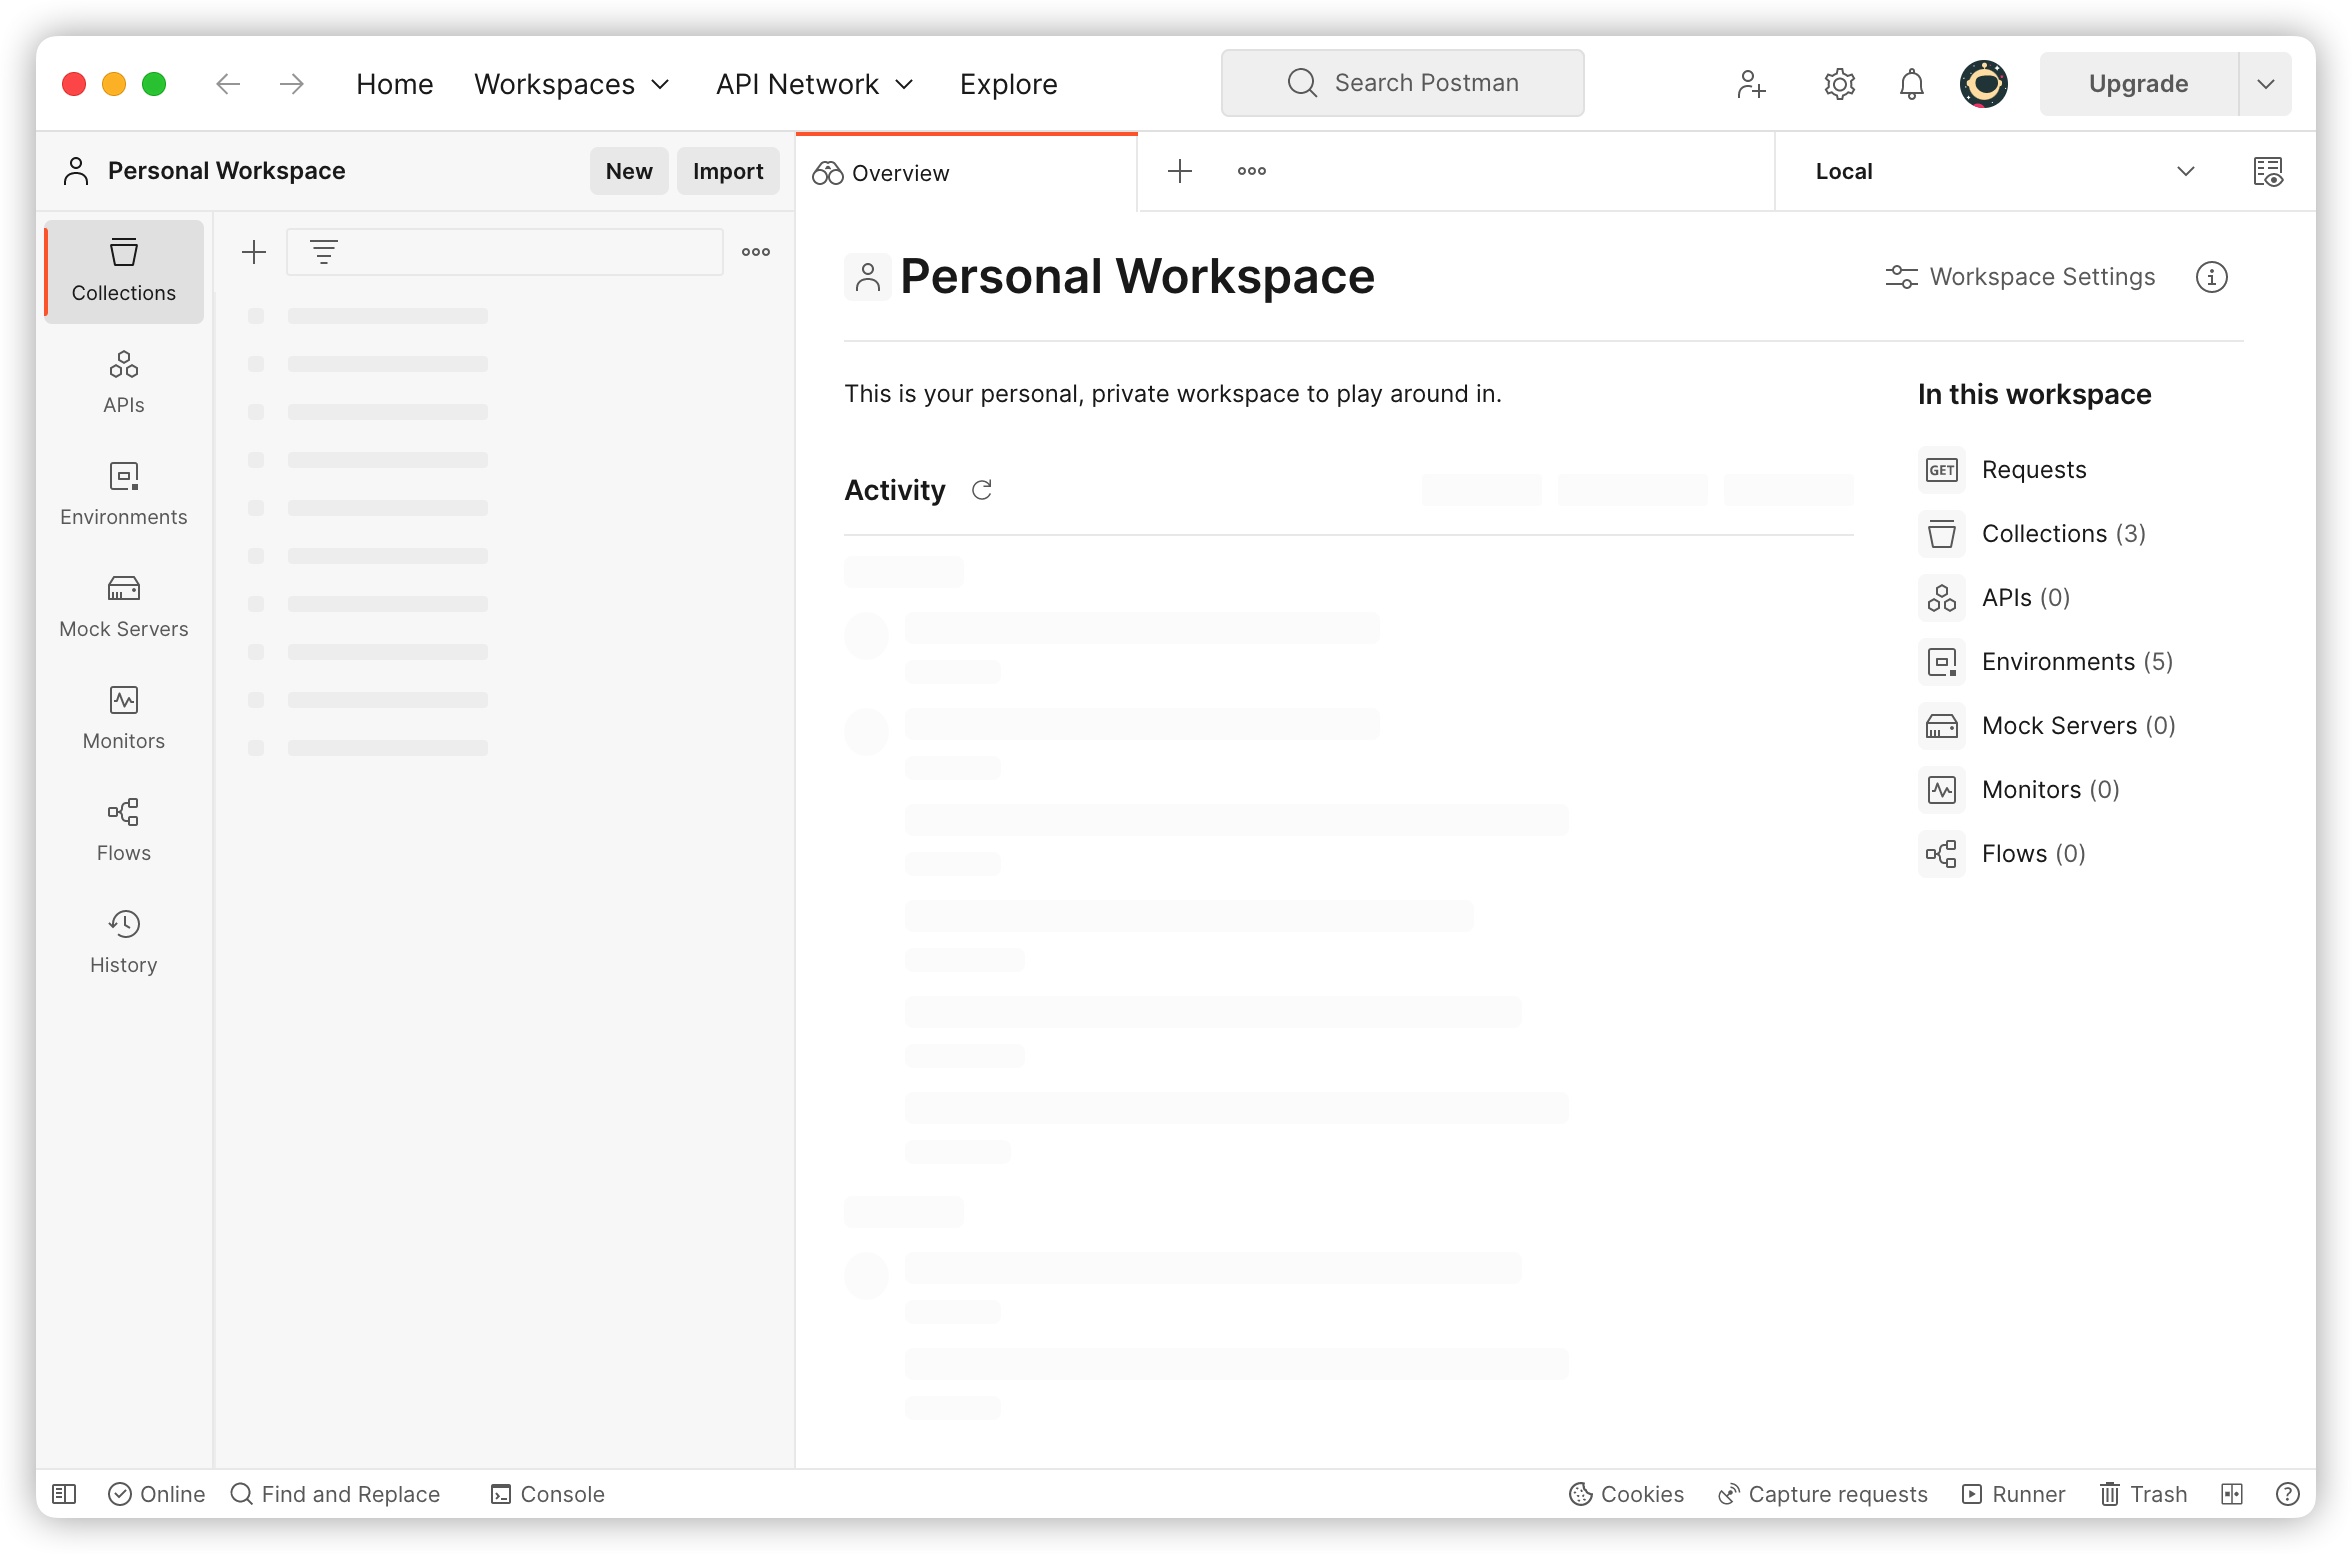 Home Workspaces API Network Explore Search Postman Upgrade
Personal Workspace New Import Overview Local
Collections
APIs
Environments
Mock Servers
Monitors
Flows
History
Personal Workspace Workspace Settings
This is your personal, private workspace to play around in.
Activity
In this workspace
GET Requests
Collections (3)
APIs (0)
Environments (5)
Mock Servers (0)
Monitors (0)
Flows (0)
Online Find and Replace Console Cookies Capture requests Runner Trash